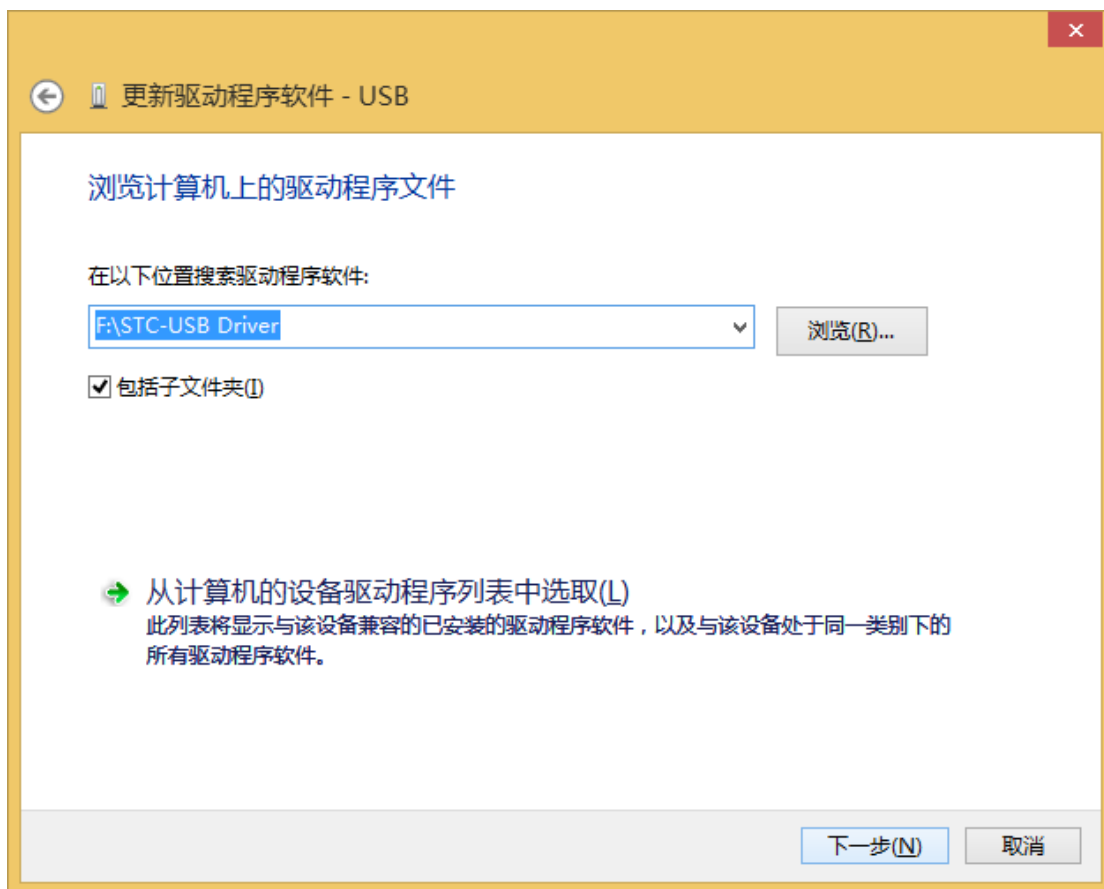 更新驱动程序软件 - USB
浏览计算机上的驱动程序文件
在以下位置搜索驱动程序软件:
F:\STC-USB Driver
浏览(R)...
包括子文件夹(I)
从计算机的设备驱动程序列表中选取(L)
此列表将显示与该设备兼容的已安装的驱动程序软件，以及与该设备处于同一类别下的
所有驱动程序软件。
下一步(N)
取消